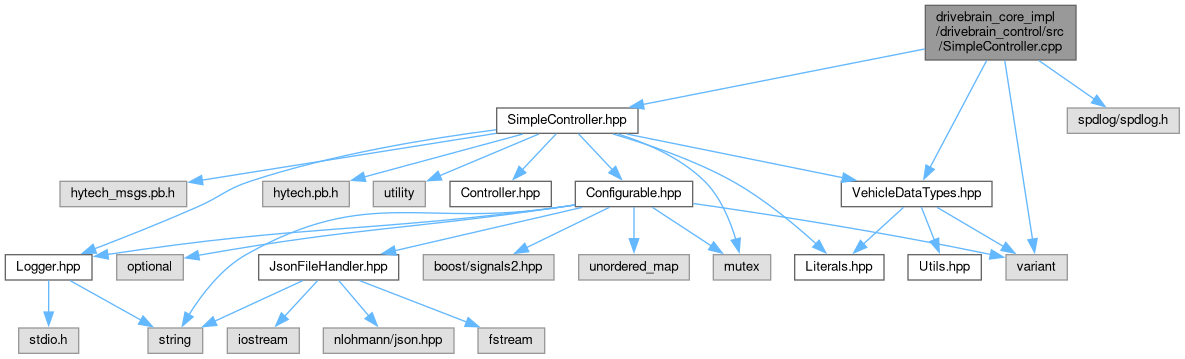 drivebrain_core_impl
/drivebrain_control/src
/SimpleController.cpp
SimpleController.hpp
spdlog/spdlog.h
hytech_msgs.pb.h
hytech.pb.h
utility
Controller.hpp
Configurable.hpp
VehicleDataTypes.hpp
Logger.hpp
optional
JsonFileHandler.hpp
boost/signals2.hpp
unordered_map
mutex
Literals.hpp
Utils.hpp
variant
stdio.h
string
iostream
nlohmann/json.hpp
fstream